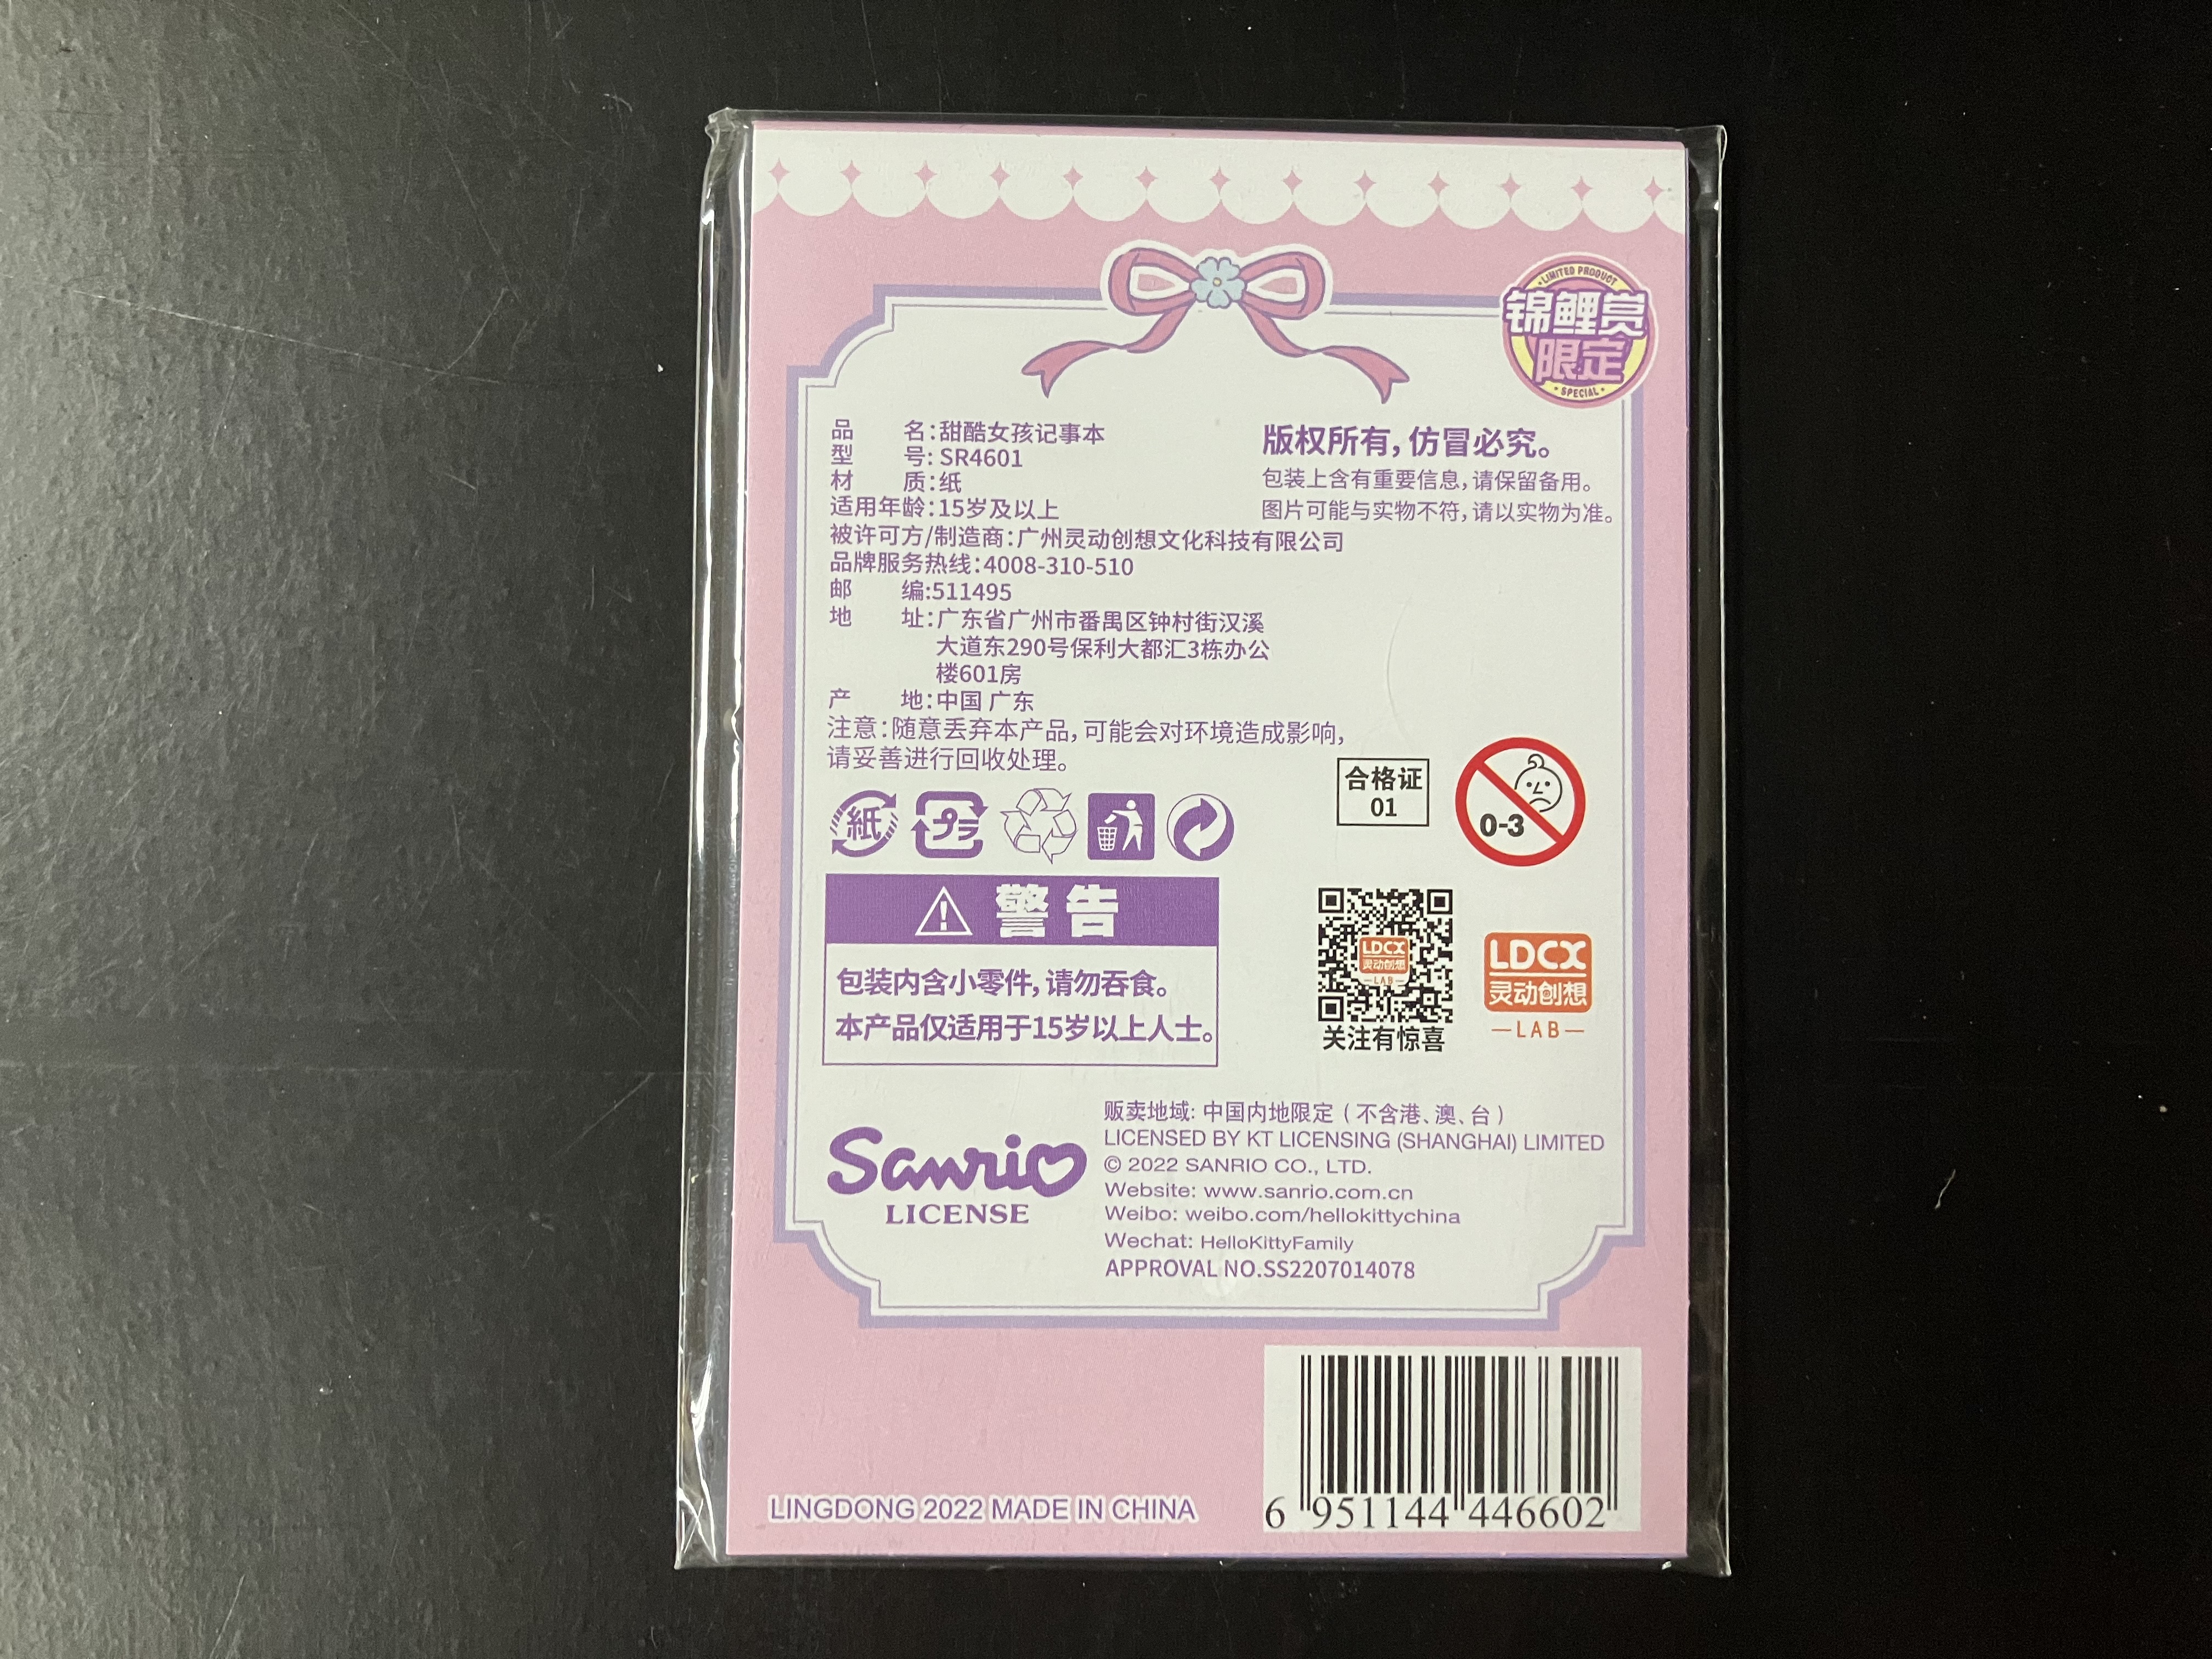 LIMITED PRODUCT
锦鲤赏
限定
SPECIAL
品 名:甜酷女孩记事本
型 号: SR4601
材 质:纸
适用年龄:15岁及以上
版权所有,仿冒必究。
包装上含有重要信息,请保留备用。
图片可能与实物不符,请以实物为准。
被许可方/制造商:广州灵动创想文化科技有限公司
品牌服务热线:4008-310-510
邮 编:511495
地 址:广东省广州市番禺区钟村街汉溪
大道东290号保利大都汇3栋办公
楼601房
产 地:中国 广东
注意:随意丢弃本产品,可能会对环境造成影响,
请妥善进行回收处理。
合格证
01
0-3
紙
プラ
警告
包装内含小零件,请勿吞食。
本产品仅适用于15岁以上人士。
LDCX
灵动创想
LAB
关注有惊喜
LDCX
灵动创想
—LAB—
Sanrio
LICENSE
贩卖地域: 中国内地限定 ( 不含港、澳、台 )
LICENSED BY KT LICENSING (SHANGHAI) LIMITED
© 2022 SANRIO CO., LTD.
Website: www.sanrio.com.cn
Weibo: weibo.com/hellokittychina
Wechat: HelloKittyFamily
APPROVAL NO.SS2207014078
LINGDONG 2022 MADE IN CHINA
6 951144 446602